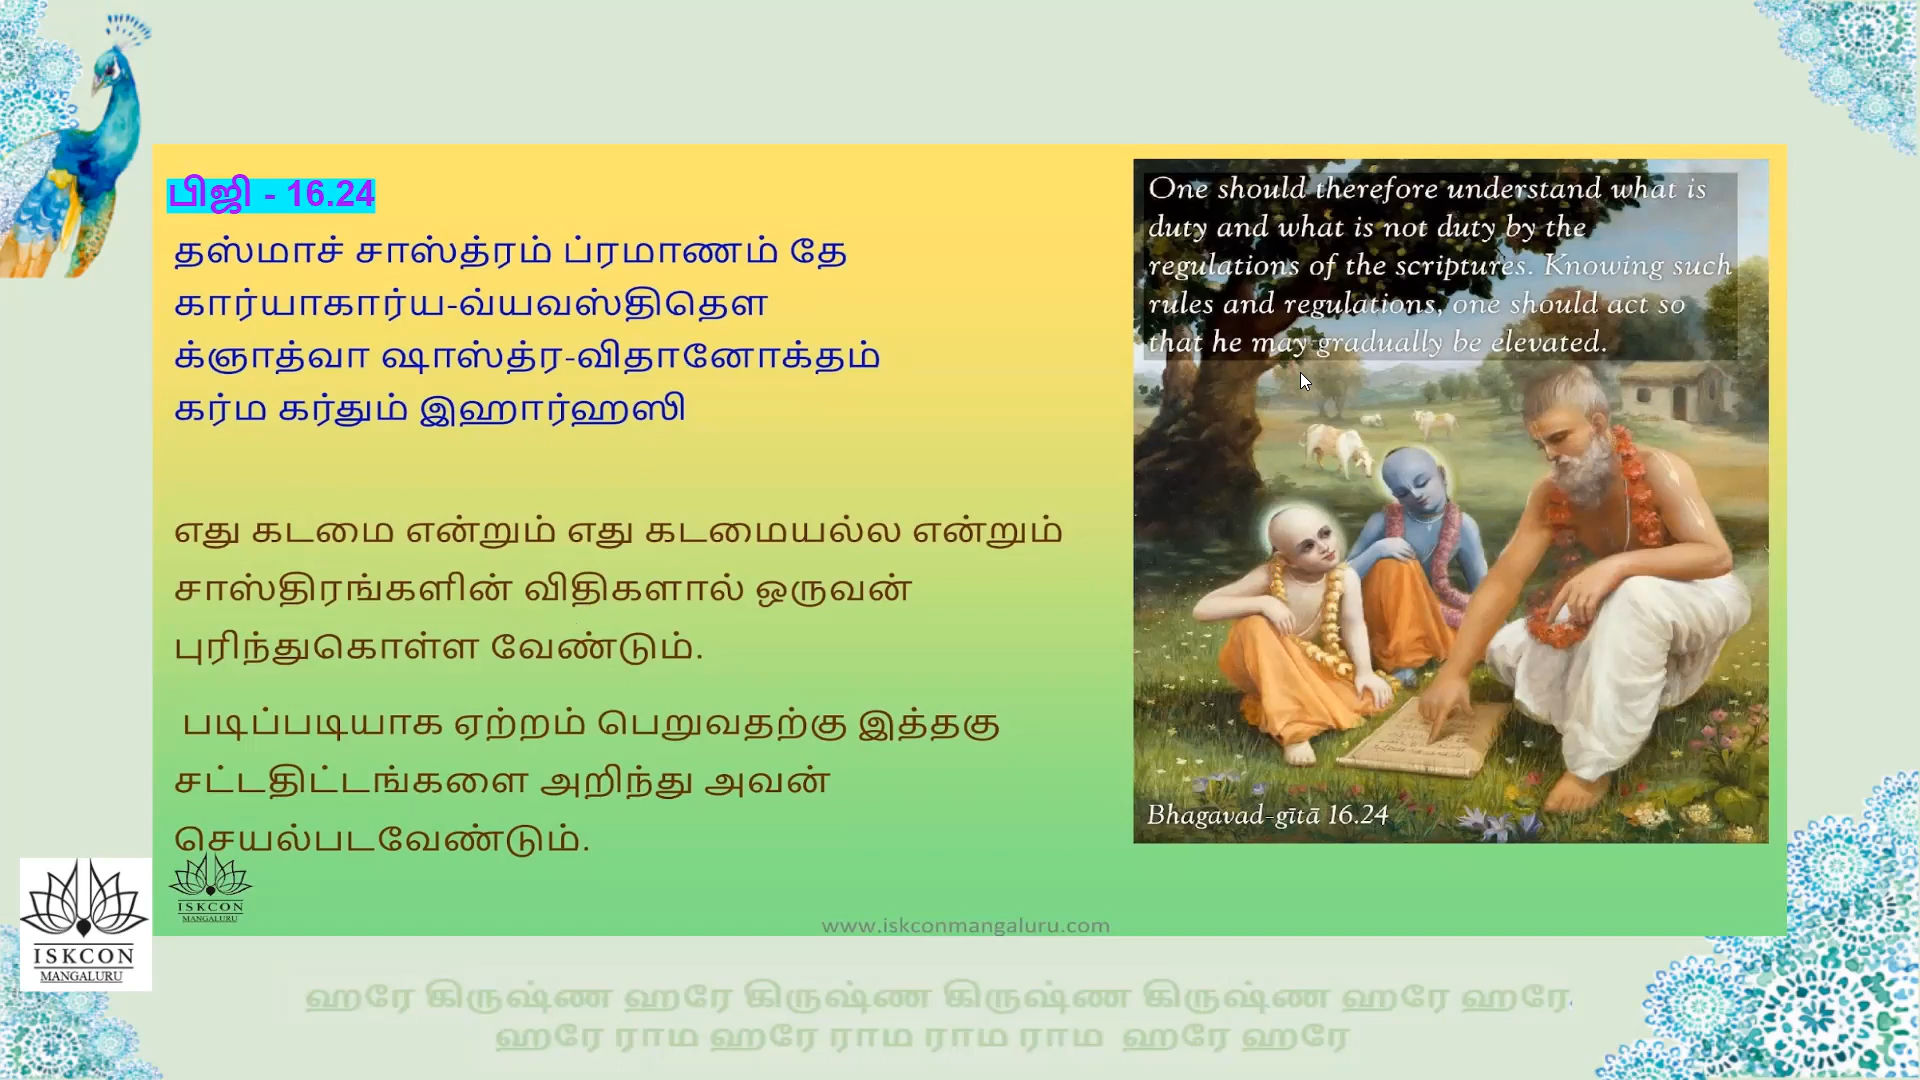 பிஜி - 16.24
தஸ்மாச் சாஸ்த்ரம் ப்ரமாணம் தே
கார்யாகார்ய-வ்யவஸ்திதௌ
க்ஞாத்வா ஷாஸ்த்ர-விதானோக்தம்
கர்ம கர்தும் இஹார்ஹஸி
எது கடமை என்றும் எது கடமையல்ல என்றும்
சாஸ்திரங்களின் விதிகளால் ஒருவன்
புரிந்துகொள்ள வேண்டும்.
படிப்படியாக ஏற்றம் பெறுவதற்கு இத்தகு
சட்டதிட்டங்களை அறிந்து அவன்
செயல்படவேண்டும்.
One should therefore understand what is
duty and what is not duty by the
regulations of the scriptures. Knowing such
rules and regulations, one should act so
that he may gradually be elevated.
Bhagavad-gītā 16.24
ISKCON
MANGALURU
ISKCON
MANGALURU
www.iskconmangaluru.com
ஹரே கிருஷ்ண ஹரே கிருஷ்ண கிருஷ்ண கிருஷ்ண ஹரே ஹரே
ஹரே ராம ஹரே ராம ராம ராம ஹரே ஹரே